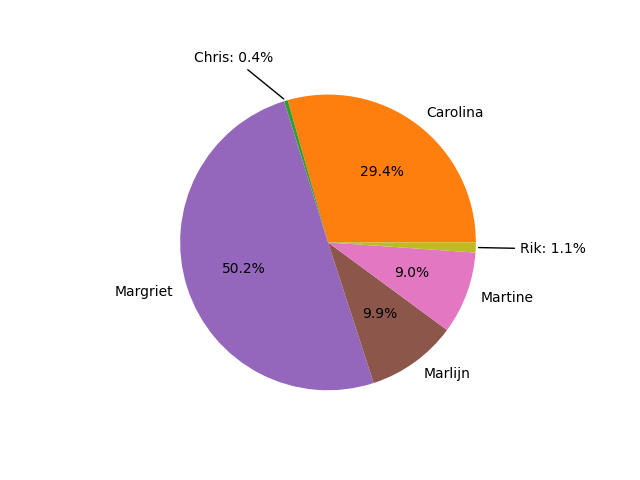 Chris: 0.4%
Carolina
29.4%
Rik: 1.1%
50.2%
9.0%
Margriet
Martine
9.9%
Marlijn